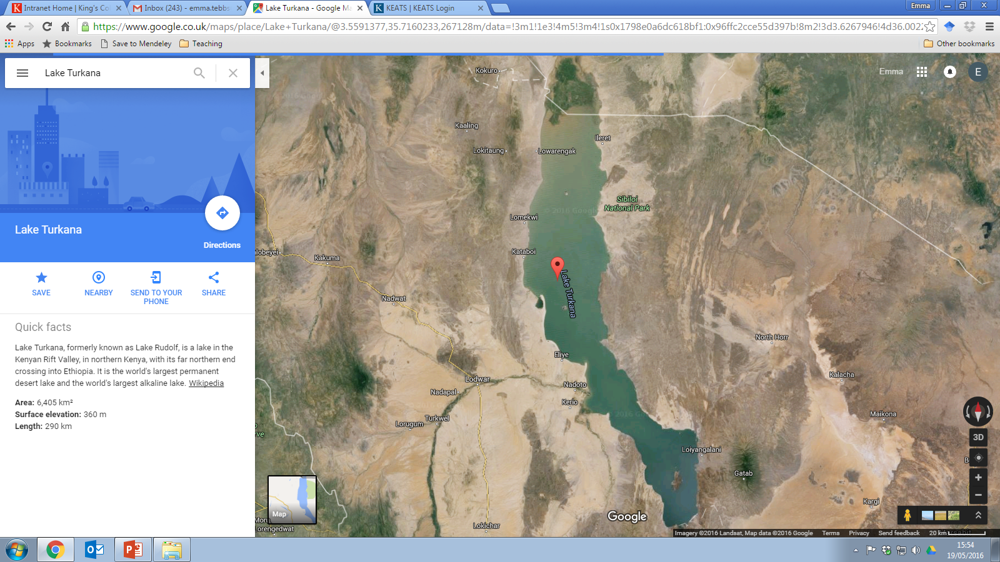 Intranet Home | King's Co
Inbox (243) - emma.tebbs
Lake Turkana - Google Ma
KEATS | KEATS Login
Emma
https://www.google.co.uk/maps/place/Lake+Turkana/@3.5591377,35.7160233,267128m/data=!3m1!1e3!4m5!3m4!1s0x1798e0a6dc618bf1:0x96ffc2cce55d397b!8m2!3d3.6267946!4d36.002
Apps
Bookmarks
Save to Mendeley
Teaching
Other bookmarks
Lake Turkana
Emma
E
Lake Turkana
Directions
SAVE
NEARBY
SEND TO YOUR
PHONE
SHARE
Quick facts
Lake Turkana, formerly known as Lake Rudolf, is a lake in the
Kenyan Rift Valley, in northern Kenya, with its far northern end
crossing into Ethiopia. It is the world's largest permanent
desert lake and the world's largest alkaline lake. Wikipedia
Area: 6,405 km²
Surface elevation: 360 m
Length: 290 km
Kokuro
Kaaling
Lokitaung
Lowarengak
Ileret
Sibiloi
National Park
© 2016 Google
Lomekwi
Kataboi
alobeyei
Kakuma
Lake Turkana
Nadwat
North Horr
Eliye
Kalacha
Lodwar
Nadapal
Nadoto
Kerio
Turkwel
Lorugum
Maikona
rve
Loiyangalani
Gatab
3D
B
Kargi
Map
Moru
Lorengedwat
Lokichar
Google
Imagery ©2016 Landsat, Map data ©2016 Google
Terms
Privacy
Send feedback
20 km
15:54
19/05/2016